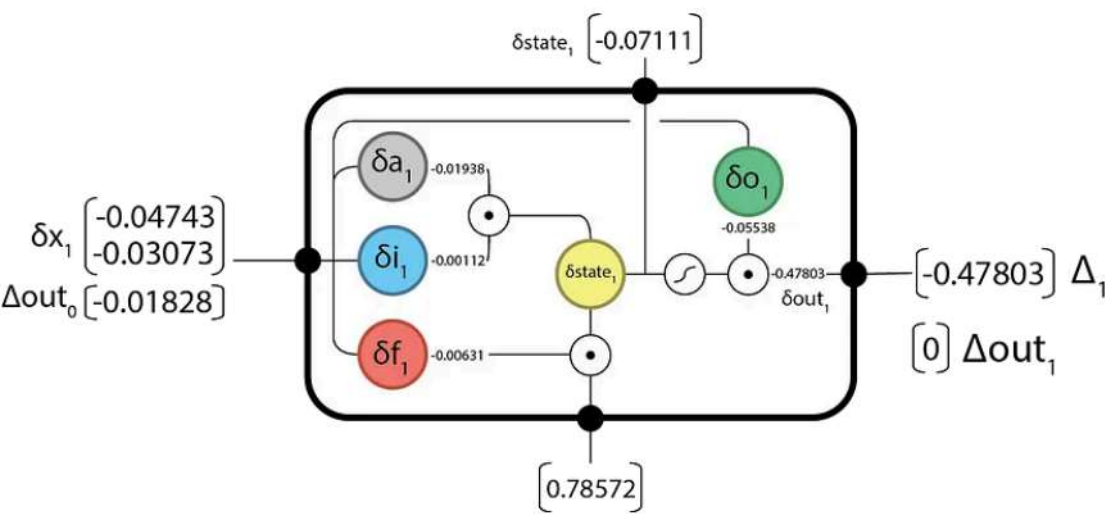 δstate₁ [-0.07111]
δa₁ -0.01938
δo₁
-0.05538
δx₁ [-0.04743
-0.03073]
Δout₀ [-0.01828]
δi₁ -0.00112
δstate₁
-0.47803
δout₁
[-0.47803] Δ₁
[0] Δout₁
δf₁ -0.00631
[0.78572]